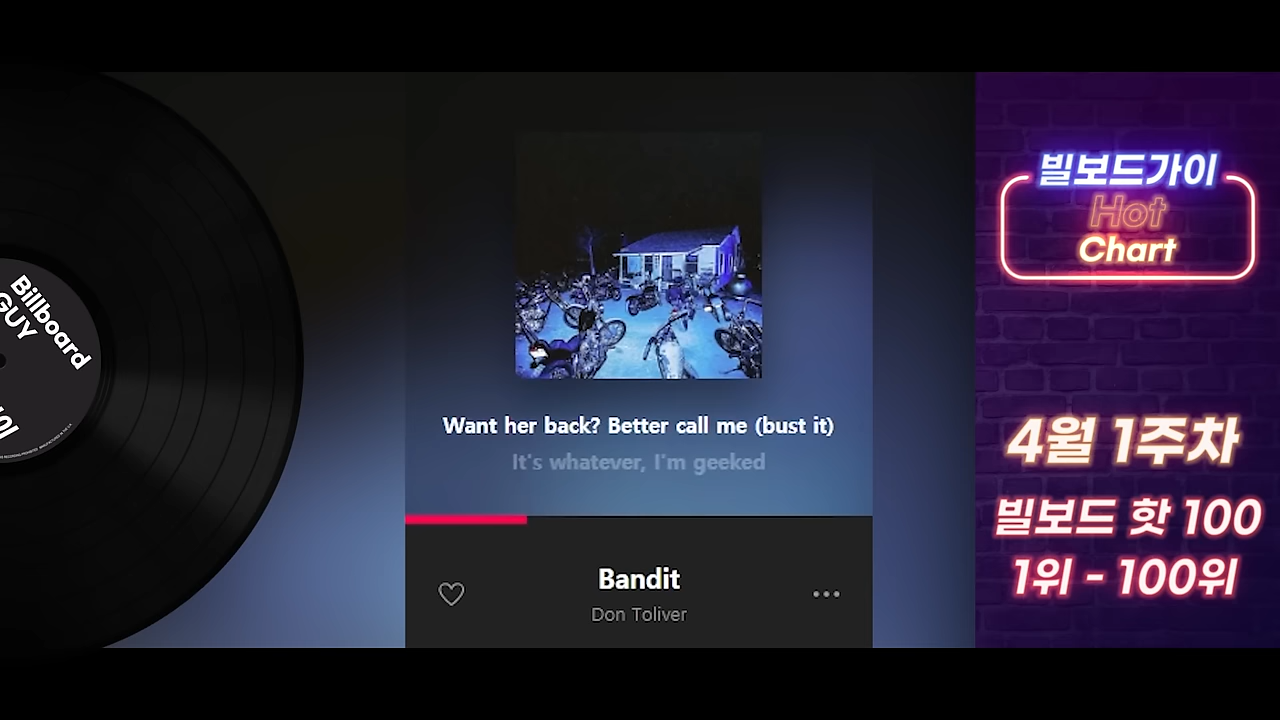 Billboard
GUY
Want her back? Better call me (bust it)
It's whatever, I'm geeked
Bandit
Don Toliver
빌보드가이
Hot
Chart
4월 1주차
빌보드 핫 100
1위 - 100위